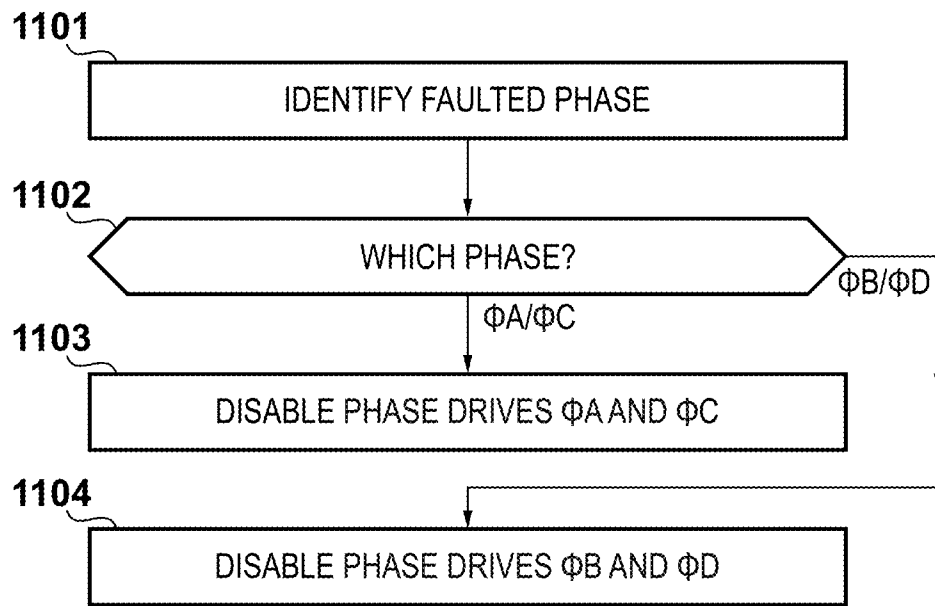 1101
IDENTIFY FAULTED PHASE
1102
WHICH PHASE?
ΦB/ΦD
ΦA/ΦC
1103
DISABLE PHASE DRIVES ΦA AND ΦC
1104
DISABLE PHASE DRIVES ΦB AND ΦD